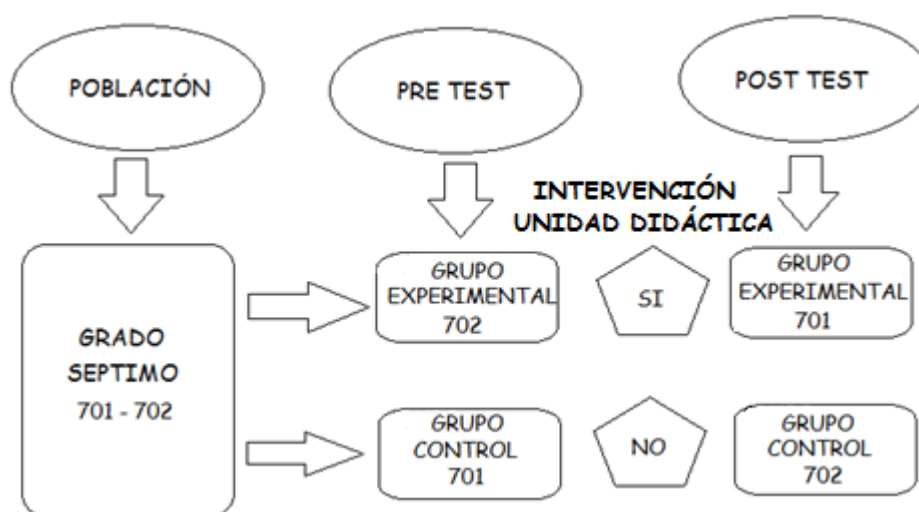 POBLACIÓN
PRE TEST
POST TEST
INTERVENCIÓN
UNIDAD DIDÁCTICA
GRADO
SEPTIMO
701 - 702
GRUPO
EXPERIMENTAL
702
SI
GRUPO
EXPERIMENTAL
701
GRUPO
CONTROL
701
NO
GRUPO
CONTROL
702